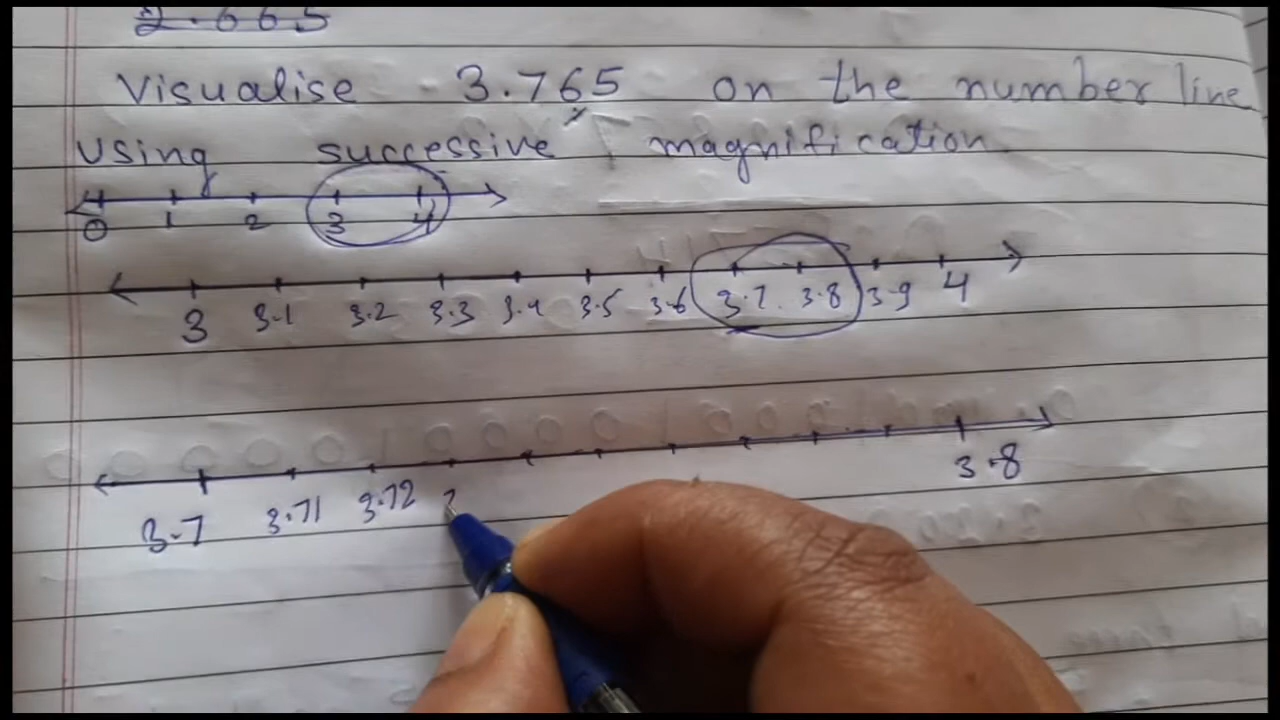 2.665
Visualise 3.765 on the number line
using successive magnification
0 1 2 3 4
3 3.1 3.2 3.3 3.4 3.5 3.6 3.7 3.8 3.9 4
3.7 3.71 3.72 3.8